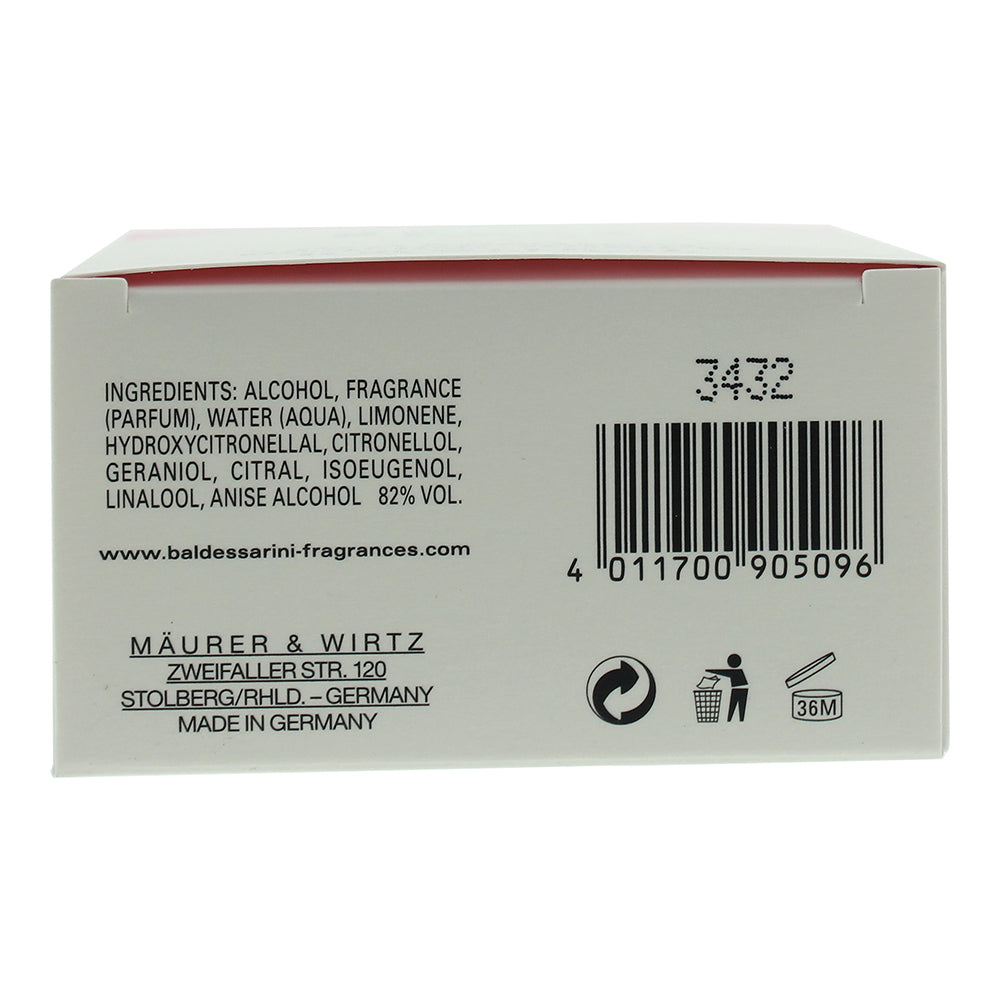 INGREDIENTS: ALCOHOL, FRAGRANCE
(PARFUM), WATER (AQUA), LIMONENE,
HYDROXYCITRONELLAL, CITRONELLOL,
GERANIOL, CITRAL, ISOEUGENOL,
LINALOOL, ANISE ALCOHOL 82% VOL.
www.baldessarini-fragrances.com
MÄURER & WIRTZ
ZWEIFALLER STR. 120
STOLBERG/RHLD. – GERMANY
MADE IN GERMANY
3432
4 011700 905096
36M